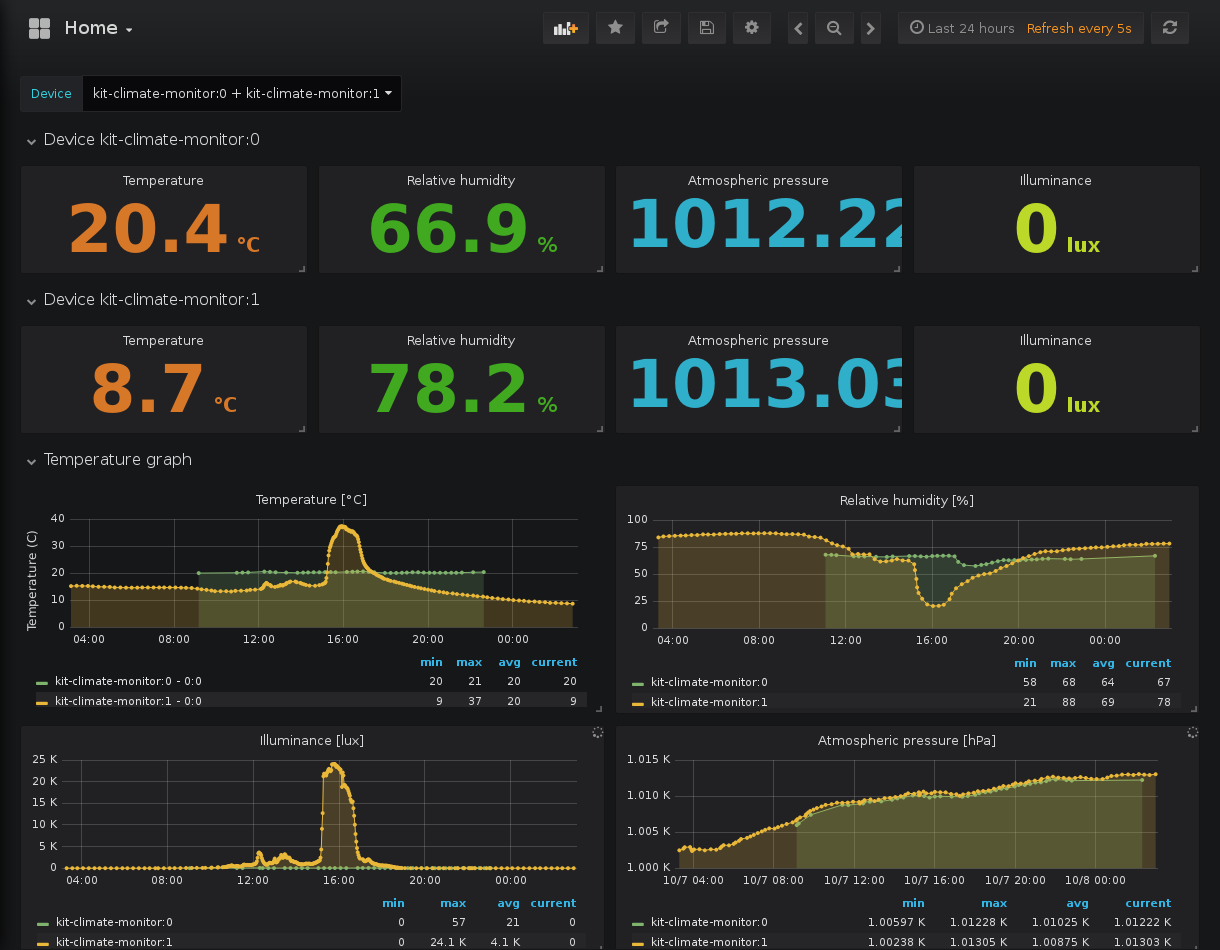 Home
Last 24 hours Refresh every 5s
Device kit-climate-monitor:0 + kit-climate-monitor:1
Device kit-climate-monitor:0
Temperature Relative humidity Atmospheric pressure Illuminance
20.4 °C 66.9 % 1012.22 0 lux
Device kit-climate-monitor:1
Temperature Relative humidity Atmospheric pressure Illuminance
8.7 °C 78.2 % 1013.03 0 lux
Temperature graph
Temperature [°C]
Temperature (C)
40
30
20
10
0
04:00 08:00 12:00 16:00 20:00 00:00
min max avg current
kit-climate-monitor:0 - 0:0 20 21 20 20
kit-climate-monitor:1 - 0:0 9 37 20 9
Relative humidity [%]
100
75
50
25
0
04:00 08:00 12:00 16:00 20:00 00:00
min max avg current
kit-climate-monitor:0 58 68 64 67
kit-climate-monitor:1 21 88 69 78
Illuminance [lux]
25 K
20 K
15 K
10 K
5 K
0
04:00 08:00 12:00 16:00 20:00 00:00
min max avg current
kit-climate-monitor:0 0 57 21 0
kit-climate-monitor:1 0 24.1 K 4.1 K 0
Atmospheric pressure [hPa]
1.015 K
1.010 K
1.005 K
1.000 K
10/7 04:00 10/7 08:00 10/7 12:00 10/7 16:00 10/7 20:00 10/8 00:00
min max avg current
kit-climate-monitor:0 1.00597 K 1.01228 K 1.01025 K 1.01222 K
kit-climate-monitor:1 1.00238 K 1.01305 K 1.00875 K 1.01303 K